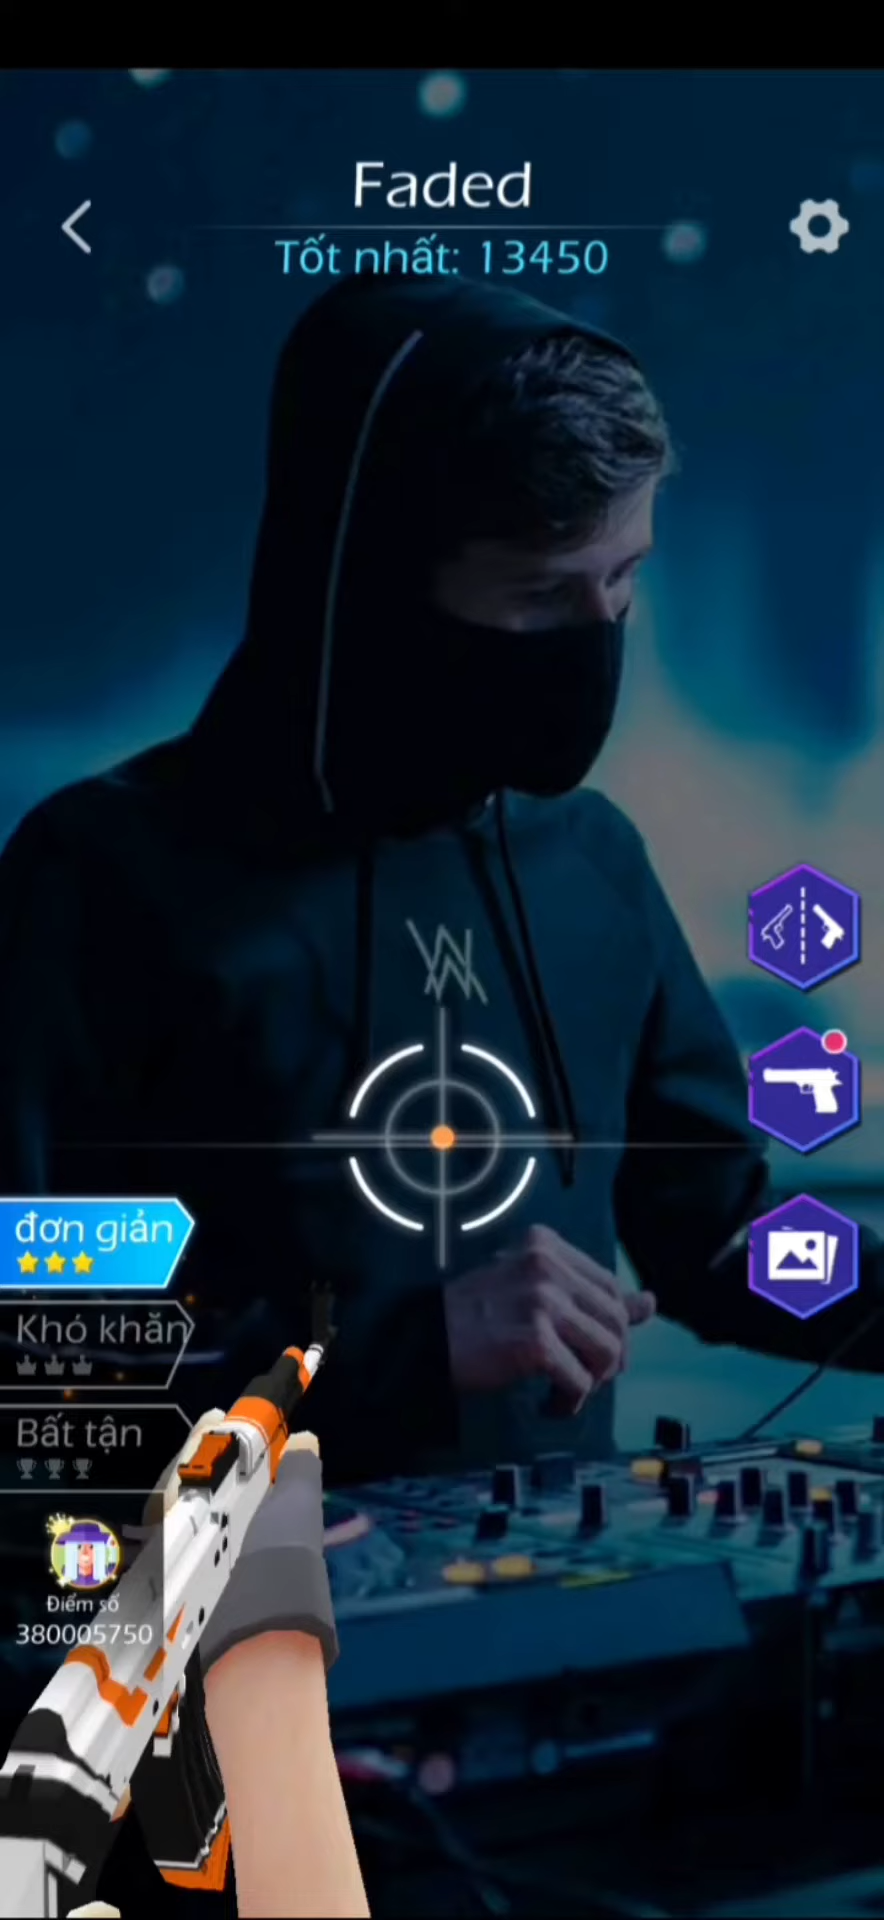 Faded
Tốt nhất: 13450
đơn giản
Khó khăn
Bất tận
Điểm số
380005750